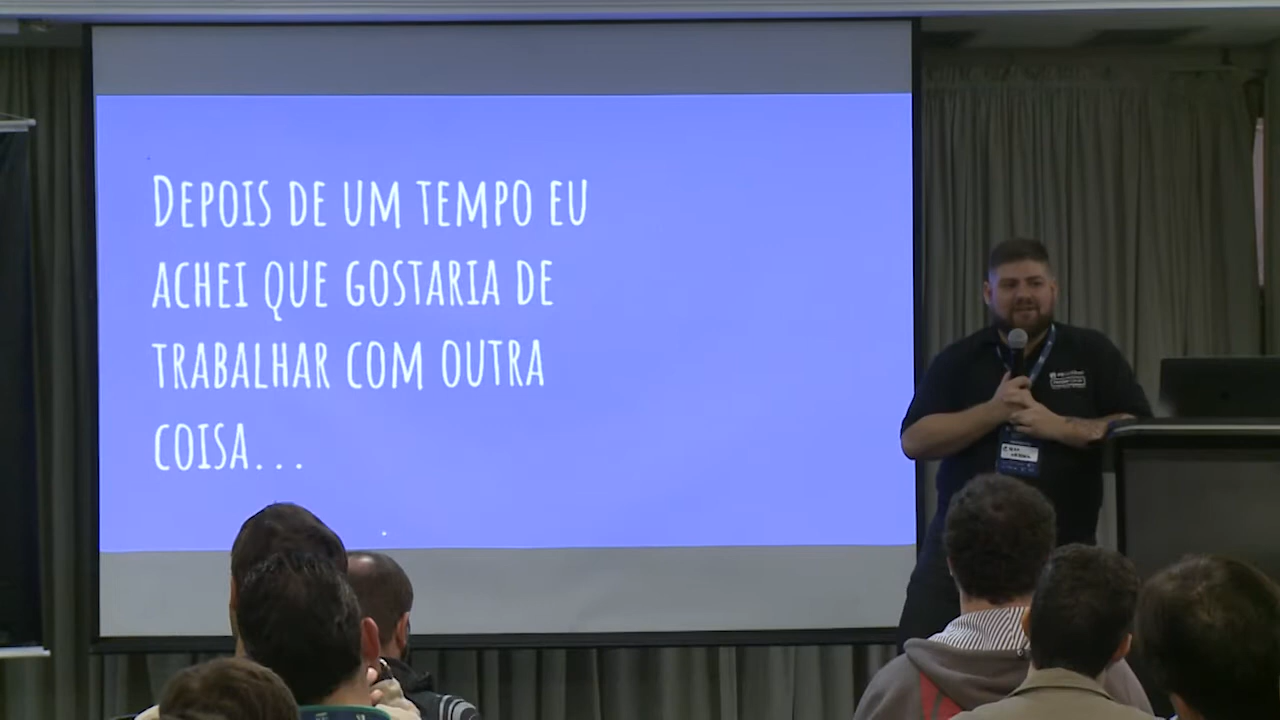 DEPOIS DE UM TEMPO EU
ACHEI QUE GOSTARIA DE
TRABALHAR COM OUTRA
COISA...